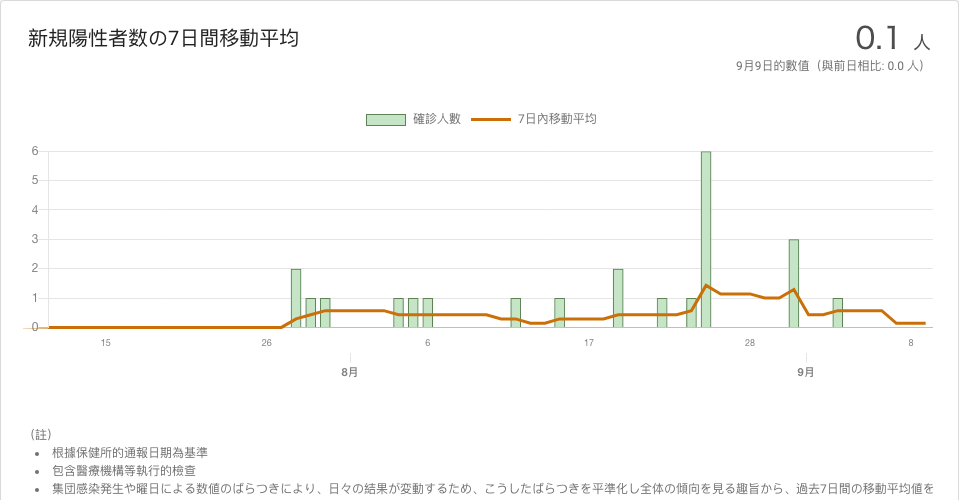 新規陽性者数の7日間移動平均
0.1 人
9月9日的數值（與前日相比: 0.0 人）
確診人數 7日內移動平均
6
5
4
3
2
1
0
15 26 6 17 28 8
8月 9月
（註）
• 根據保健所的通報日期為基準
• 包含醫療機構等執行的檢查
• 集団感染発生や曜日による数値のばらつきにより、日々の結果が変動するため、こうしたばらつきを平準化し全体の傾向を見る趣旨から、過去7日間の移動平均値を